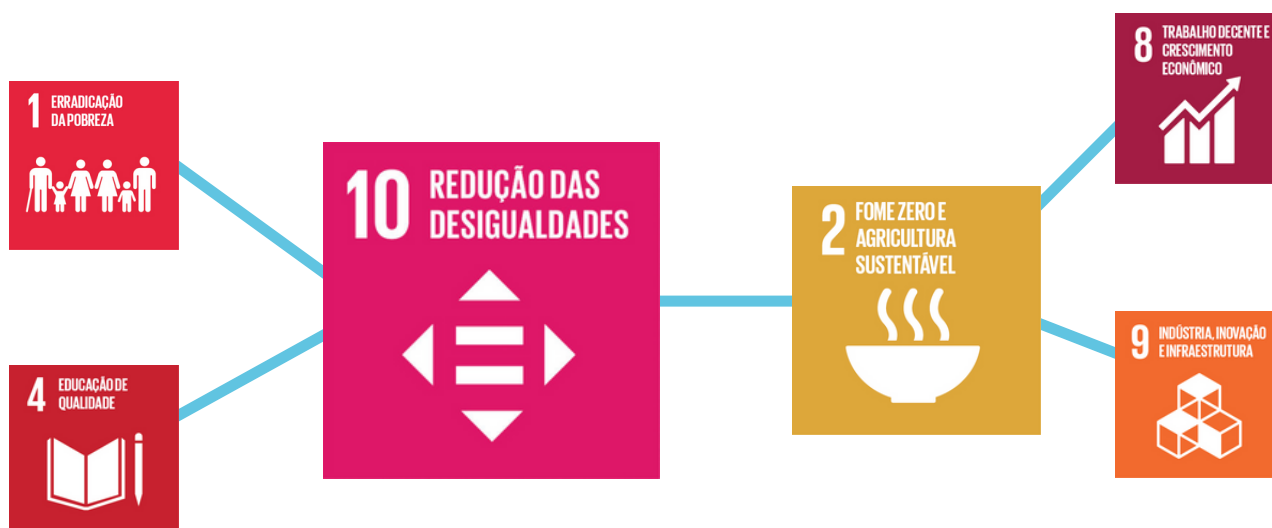 1 ERRADICAÇÃO
DA POBREZA
4 EDUCAÇÃO DE
QUALIDADE
10 REDUÇÃO DAS
DESIGUALDADES
2 FOME ZERO E
AGRICULTURA
SUSTENTÁVEL
8 TRABALHO DECENTE E
CRESCIMENTO
ECONÔMICO
9 INDÚSTRIA, INOVAÇÃO
E INFRAESTRUTURA